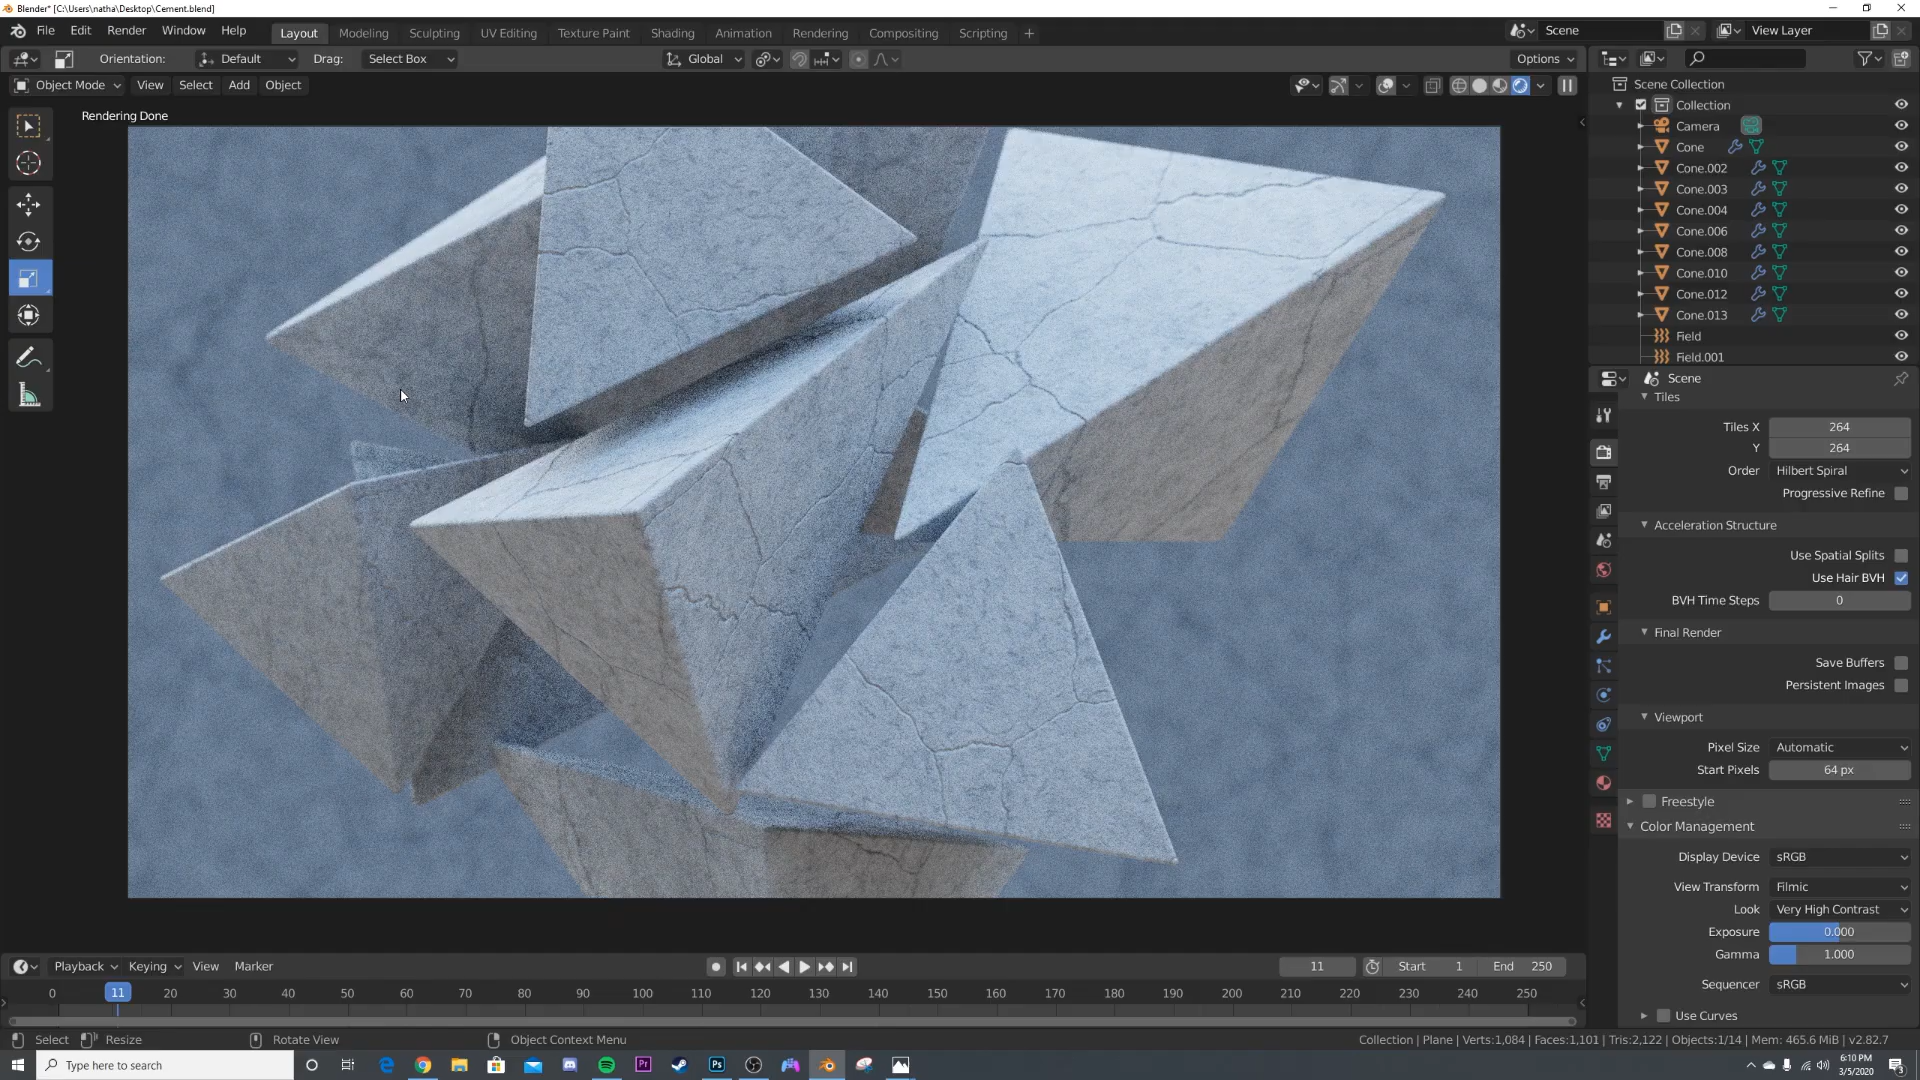 Blender* [C:\Users\natha\Desktop\Cement.blend]
File Edit Render Window Help Layout Modeling Sculpting UV Editing Texture Paint Shading Animation Rendering Compositing Scripting + Scene View Layer
Orientation: Default Drag: Select Box Global Options
Object Mode View Select Add Object
Rendering Done
Scene Collection
Collection
Camera
Cone
Cone.002
Cone.003
Cone.004
Cone.006
Cone.008
Cone.010
Cone.012
Cone.013
Field
Field.001
Scene
Tiles
Tiles X 264
Y 264
Order Hilbert Spiral
Progressive Refine
Acceleration Structure
Use Spatial Splits
Use Hair BVH
BVH Time Steps 0
Final Render
Save Buffers
Persistent Images
Viewport
Pixel Size Automatic
Start Pixels 64 px
Freestyle
Color Management
Display Device sRGB
View Transform Filmic
Look Very High Contrast
Exposure 0.000
Gamma 1.000
Sequencer sRGB
Use Curves
Playback Keying View Marker 11 Start 1 End 250
0 11 20 30 40 50 60 70 80 90 100 110 120 130 140 150 160 170 180 190 200 210 220 230 240 250
Select Resize Rotate View Object Context Menu Collection | Plane | Verts:1,084 | Faces:1,101 | Tris:2,122 | Objects:1/14 | Mem: 465.6 MiB | v2.82.7
Type here to search Pr Ps 6:10 PM
3/5/2020 3